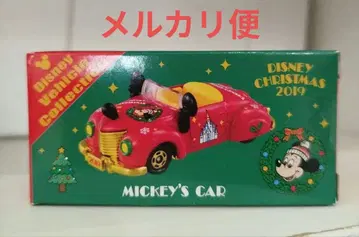 メルカリ便
Disney
Vehicle
Collection
DISNEY
CHRISTMAS
2019
MICKEY'S CAR